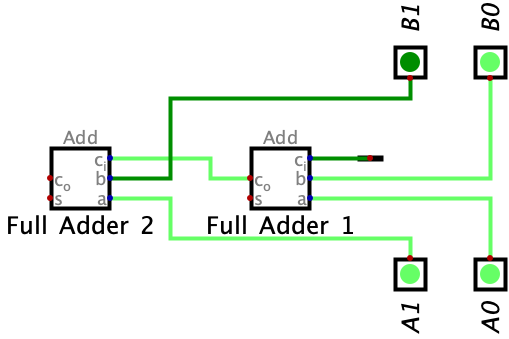 B1
B0
Add
Add
c_i
b
a
c_o
s
c_i
b
a
c_o
s
Full Adder 2
Full Adder 1
A1
A0